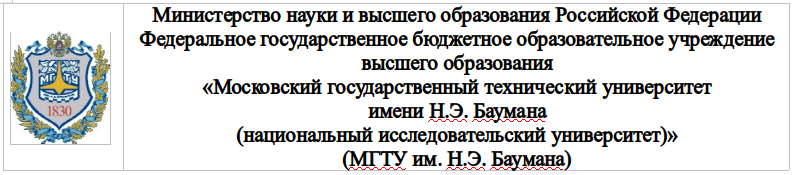 Министерство науки и высшего образования Российской Федерации
Федеральное государственное бюджетное образовательное учреждение
высшего образования
«Московский государственный технический университет
имени Н.Э. Баумана
(национальный исследовательский университет)»
(МГТУ им. Н.Э. Баумана)
МГТУ
1830